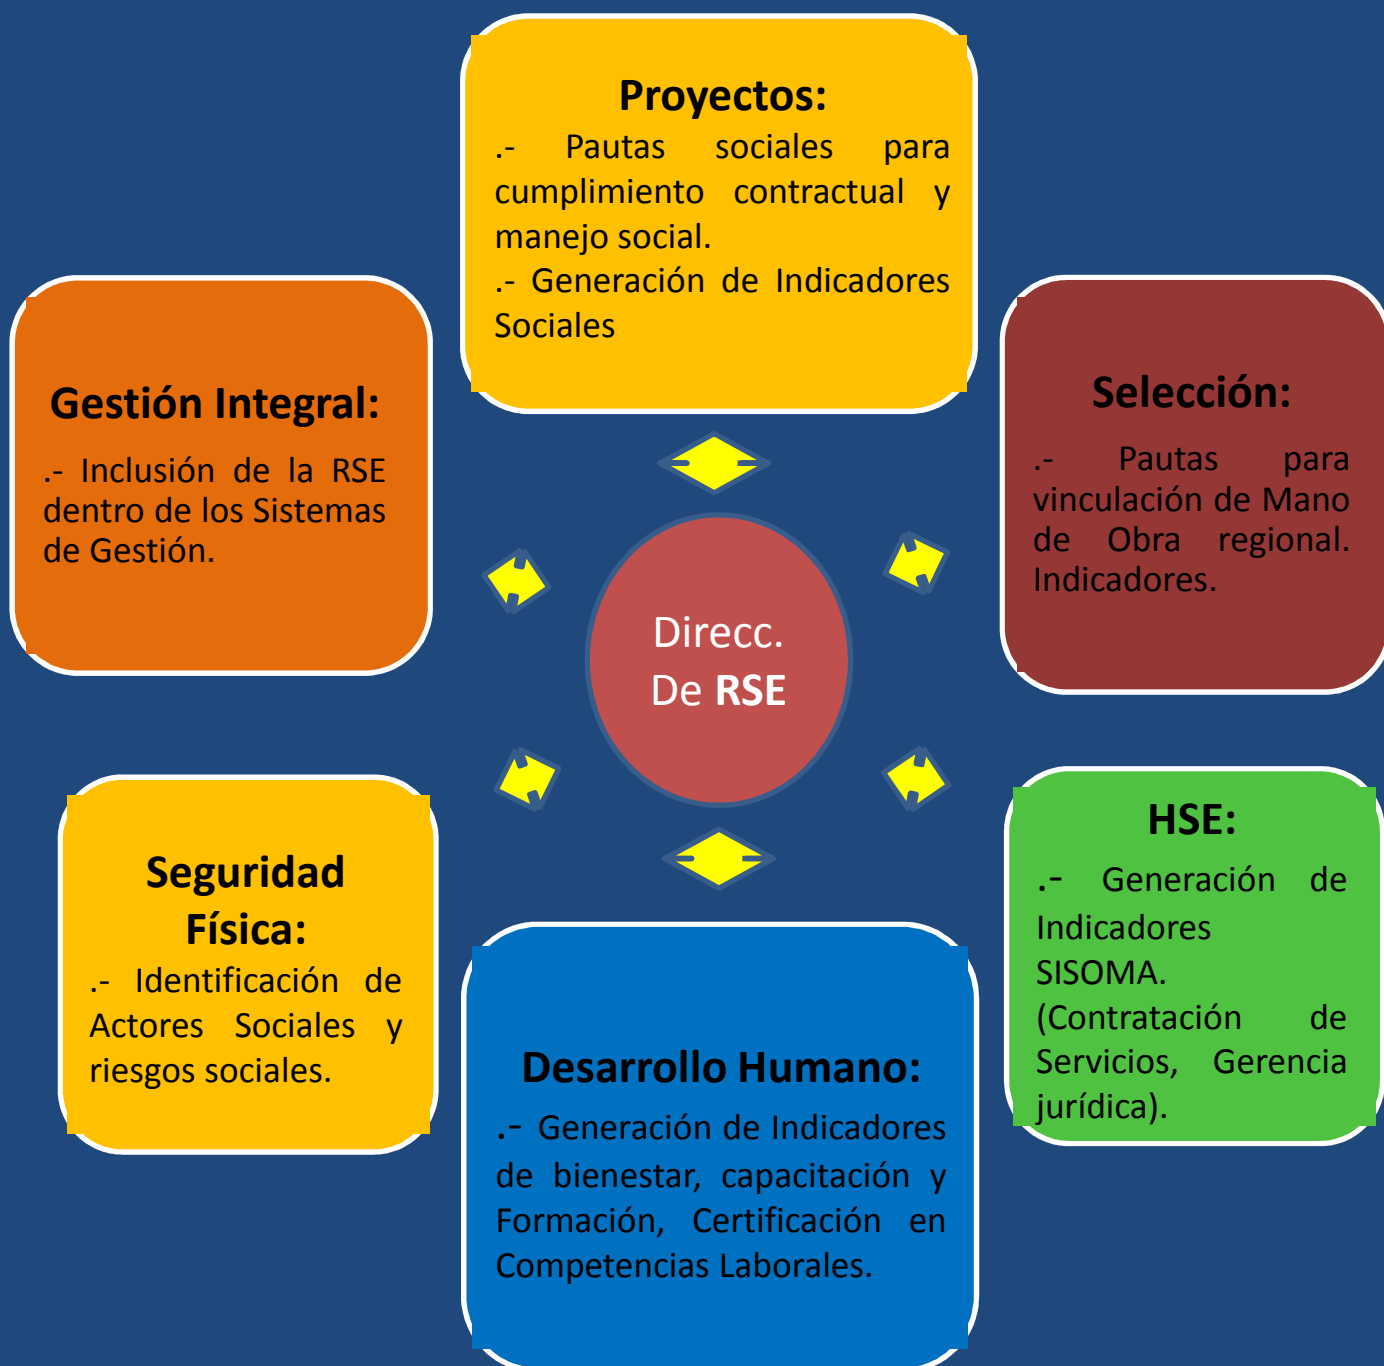 Proyectos:
.- Pautas sociales para
cumplimiento contractual y
manejo social.
.- Generación de Indicadores
Sociales
Gestión Integral:
.- Inclusión de la RSE
dentro de los Sistemas
de Gestión.
Selección:
.- Pautas para
vinculación de Mano
de Obra regional.
Indicadores.
Direcc.
De RSE
Seguridad
Física:
.- Identificación de
Actores Sociales y
riesgos sociales.
HSE:
.- Generación de
Indicadores
SISOMA.
(Contratación de
Servicios, Gerencia
jurídica).
Desarrollo Humano:
.- Generación de Indicadores
de bienestar, capacitación y
Formación, Certificación en
Competencias Laborales.